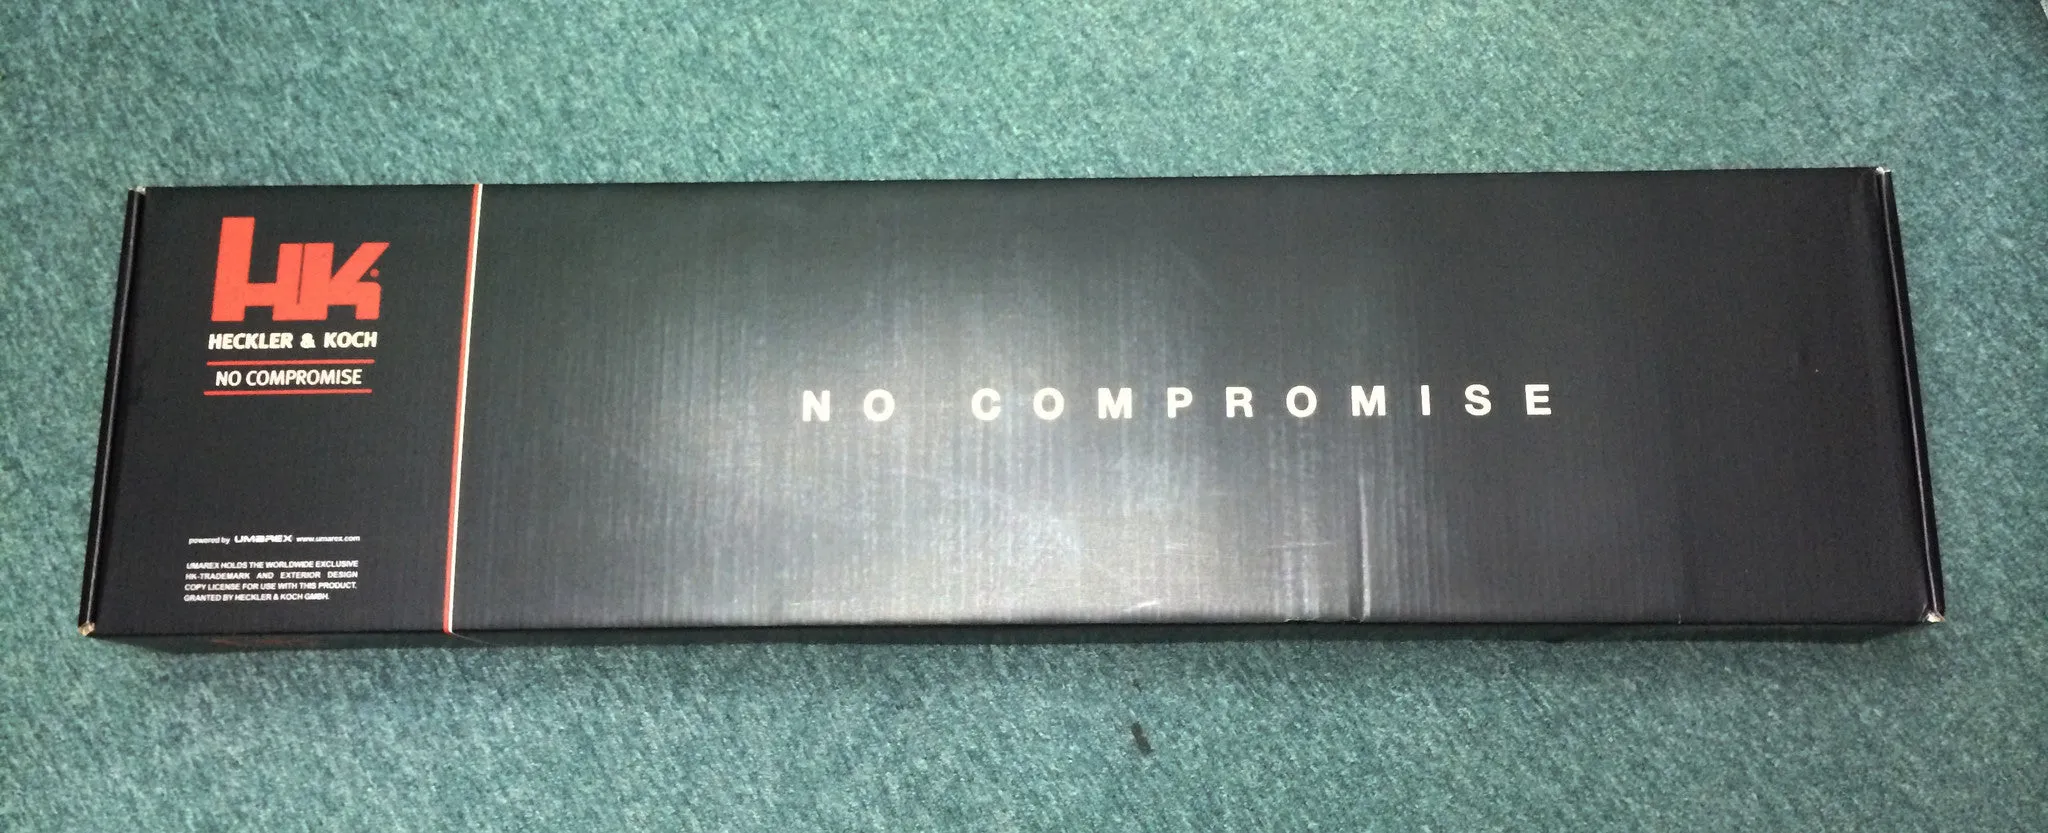 HK
HECKLER & KOCH
NO COMPROMISE
NO COMPROMISE
powered by UMAREX www.umarex.com
UMAREX HOLDS THE WORLDWIDE EXCLUSIVE
HK-TRADEMARK AND EXTERIOR DESIGN
COPY LICENSE FOR USE WITH THIS PRODUCT.
GRANTED BY HECKLER & KOCH GMBH.